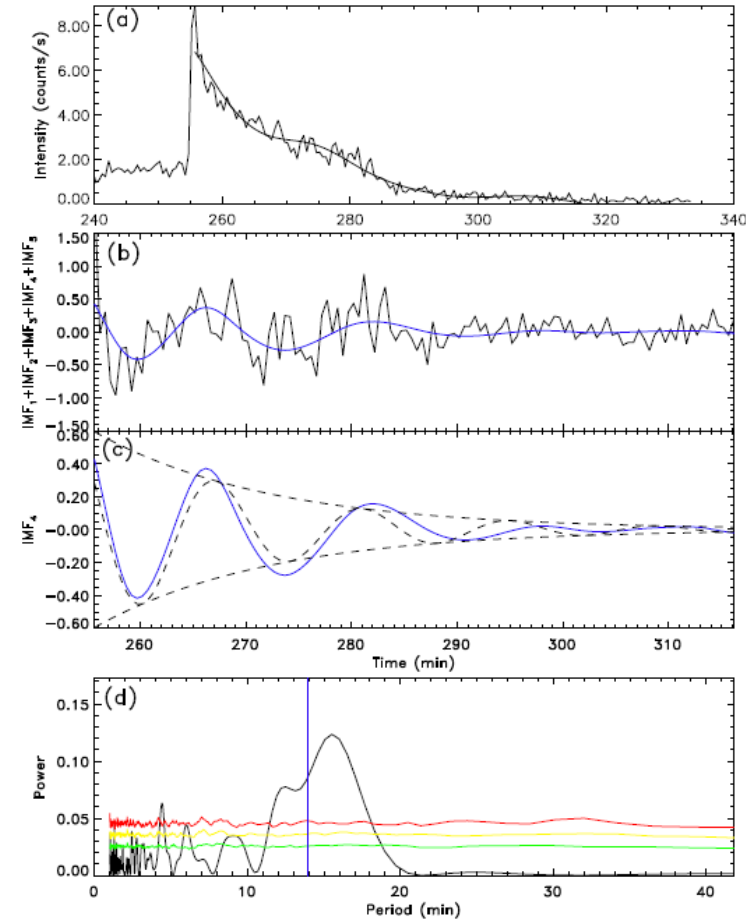 (a)
Intensity (counts/s)
8.00
6.00
4.00
2.00
0.00
240 260 280 300 320 340
(b)
IMF1+IMF2+IMF3+IMF4+IMF5
1.50
1.00
0.50
0.00
−0.50
−1.00
−1.50
(c)
IMF4
0.60
0.40
0.20
−0.00
−0.20
−0.40
−0.60
260 270 280 290 300 310
Time (min)
(d)
Power
0.15
0.10
0.05
0.00
0 10 20 30 40
Period (min)